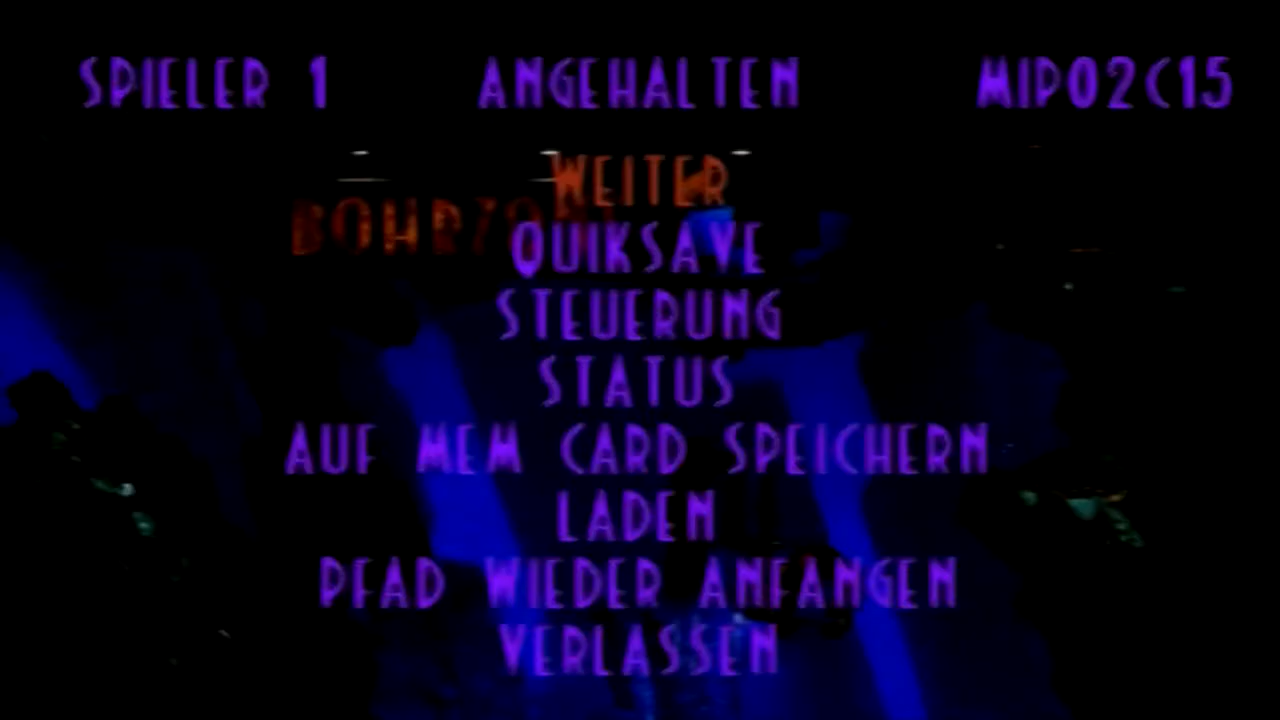 SPIELER 1 ANGEHALTEN MIP02C15
WEITER
QUIKSAVE
STEUERUNG
STATUS
AUF MEM CARD SPEICHERN
LADEN
PFAD WIEDER ANFANGEN
VERLASSEN